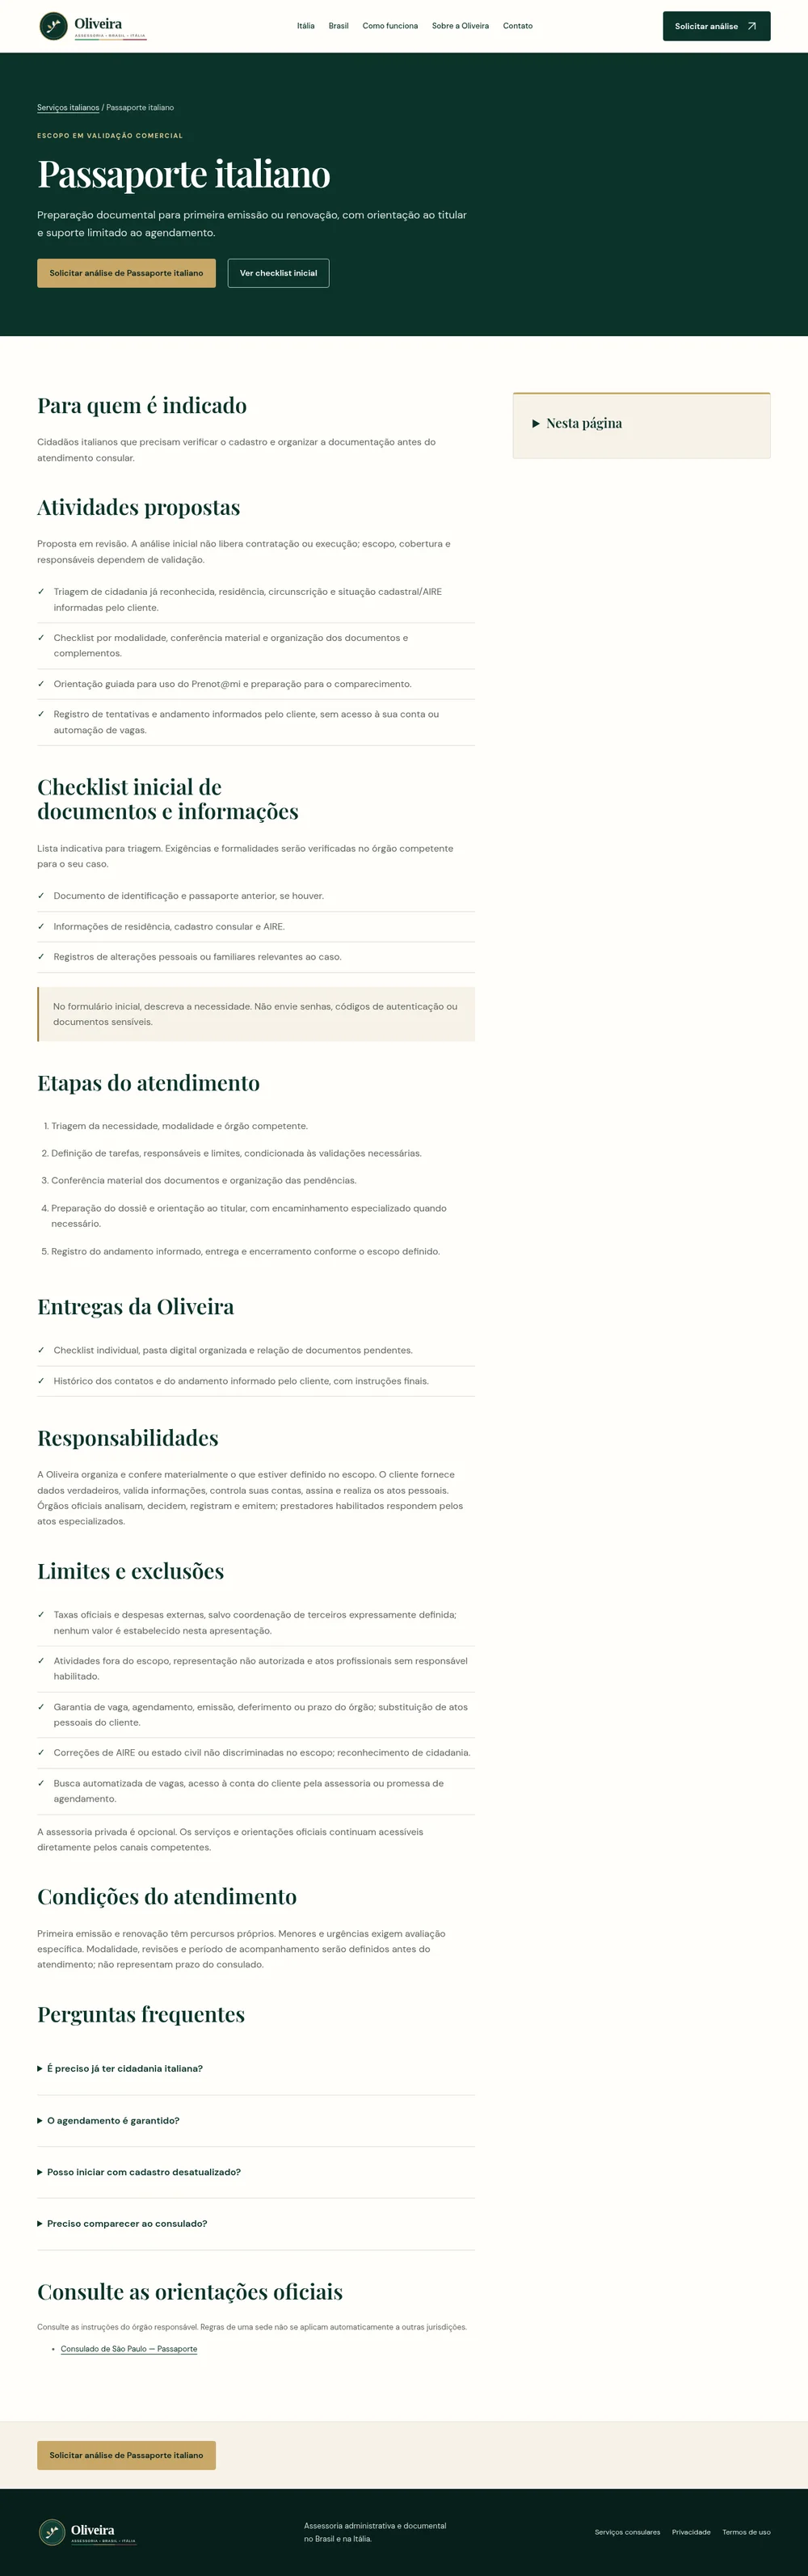 Oliveira
ASSESSORIA • BRASIL • ITÁLIA
Itália
Brasil
Como funciona
Sobre a Oliveira
Contato
Solicitar análise
Serviços italianos / Passaporte italiano
ESCOPO EM VALIDAÇÃO COMERCIAL
Passaporte italiano
Preparação documental para primeira emissão ou renovação, com orientação ao titular
e suporte limitado ao agendamento.
Solicitar análise de Passaporte italiano
Ver checklist inicial
Para quem é indicado
Cidadãos italianos que precisam verificar o cadastro e organizar a documentação antes do
atendimento consular.
Nesta página
Atividades propostas
Proposta em revisão. A análise inicial não libera contratação ou execução; escopo, cobertura e
responsáveis dependem de validação.
✓ Triagem de cidadania já reconhecida, residência, circunscrição e situação cadastral/AIRE
informadas pelo cliente.
✓ Checklist por modalidade, conferência material e organização dos documentos e
complementos.
✓ Orientação guiada para uso do Prenot@mi e preparação para o comparecimento.
✓ Registro de tentativas e andamento informados pelo cliente, sem acesso à sua conta ou
automação de vagas.
Checklist inicial de
documentos e informações
Lista indicativa para triagem. Exigências e formalidades serão verificadas no órgão competente
para o seu caso.
✓ Documento de identificação e passaporte anterior, se houver.
✓ Informações de residência, cadastro consular e AIRE.
✓ Registros de alterações pessoais ou familiares relevantes ao caso.
No formulário inicial, descreva a necessidade. Não envie senhas, códigos de autenticação ou
documentos sensíveis.
Etapas do atendimento
1. Triagem da necessidade, modalidade e órgão competente.
2. Definição de tarefas, responsáveis e limites, condicionada às validações necessárias.
3. Conferência material dos documentos e organização das pendências.
4. Preparação do dossiê e orientação ao titular, com encaminhamento especializado quando
necessário.
5. Registro do andamento informado, entrega e encerramento conforme o escopo definido.
Entregas da Oliveira
✓ Checklist individual, pasta digital organizada e relação de documentos pendentes.
✓ Histórico dos contatos e do andamento informado pelo cliente, com instruções finais.
Responsabilidades
A Oliveira organiza e confere materialmente o que estiver definido no escopo. O cliente fornece
dados verdadeiros, valida informações, controla suas contas, assina e realiza os atos pessoais.
Órgãos oficiais analisam, decidem, registram e emitem; prestadores habilitados respondem pelos
atos especializados.
Limites e exclusões
✓ Taxas oficiais e despesas externas, salvo coordenação de terceiros expressamente definida;
nenhum valor é estabelecido nesta apresentação.
✓ Atividades fora do escopo, representação não autorizada e atos profissionais sem responsável
habilitado.
✓ Garantia de vaga, agendamento, emissão, deferimento ou prazo do órgão; substituição de atos
pessoais do cliente.
✓ Correções de AIRE ou estado civil não discriminadas no escopo; reconhecimento de cidadania.
✓ Busca automatizada de vagas, acesso à conta do cliente pela assessoria ou promessa de
agendamento.
A assessoria privada é opcional. Os serviços e orientações oficiais continuam acessíveis
diretamente pelos canais competentes.
Condições do atendimento
Primeira emissão e renovação têm percursos próprios. Menores e urgências exigem avaliação
específica. Modalidade, revisões e período de acompanhamento serão definidos antes do
atendimento; não representam prazo do consulado.
Perguntas frequentes
É preciso já ter cidadania italiana?
O agendamento é garantido?
Posso iniciar com cadastro desatualizado?
Preciso comparecer ao consulado?
Consulte as orientações oficiais
Consulte as instruções do órgão responsável. Regras de uma sede não se aplicam automaticamente a outras jurisdições.
• Consulado de São Paulo — Passaporte
Solicitar análise de Passaporte italiano
Oliveira
ASSESSORIA • BRASIL • ITÁLIA
Assessoria administrativa e documental
no Brasil e na Itália.
Serviços consulares
Privacidade
Termos de uso